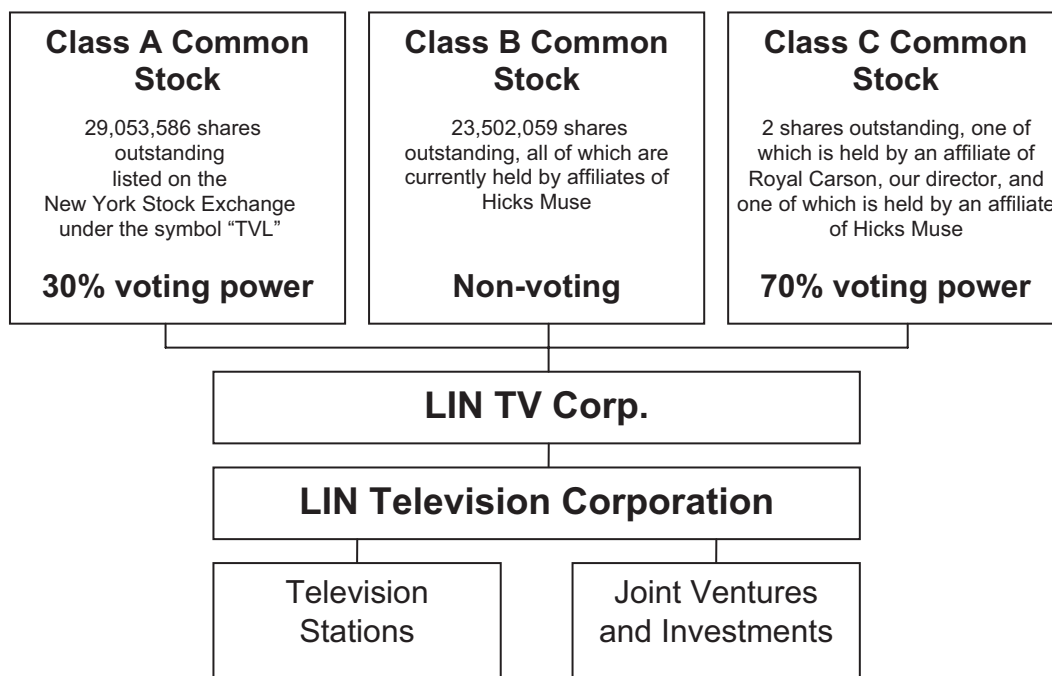 Class A Common
Stock
29,053,586 shares
outstanding
listed on the
New York Stock Exchange
under the symbol “TVL”
30% voting power
Class B Common
Stock
23,502,059 shares
outstanding, all of which are
currently held by affiliates of
Hicks Muse
Non-voting
Class C Common
Stock
2 shares outstanding, one of
which is held by an affiliate of
Royal Carson, our director, and
one of which is held by an affiliate
of Hicks Muse
70% voting power
LIN TV Corp.
LIN Television Corporation
Television
Stations
Joint Ventures
and Investments